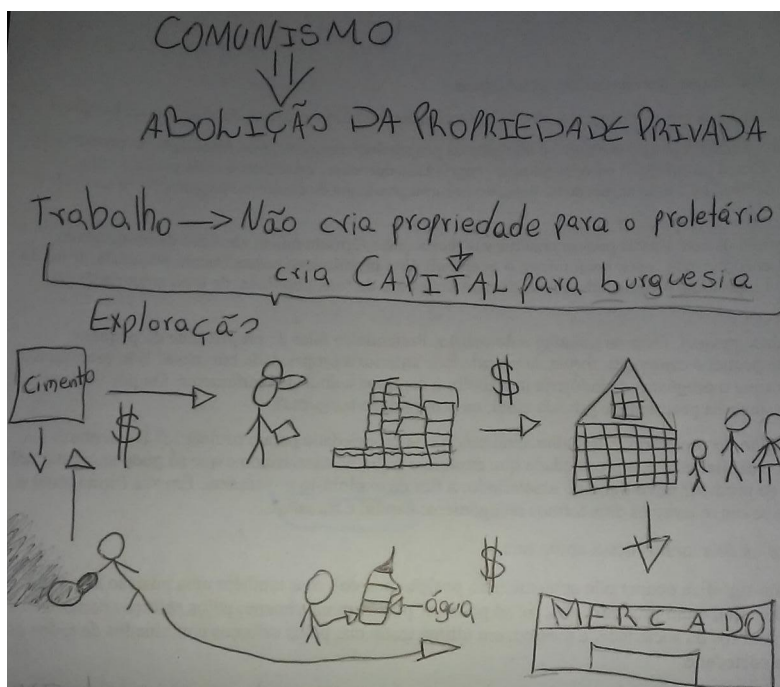 COMUNISMO
ABOLIÇÃO DA PROPRIEDADE PRIVADA
Trabalho → Não cria propriedade para o proletário
cria CAPITAL para burguesia
Exploração
Cimento
$
$
$
água
MERCADO